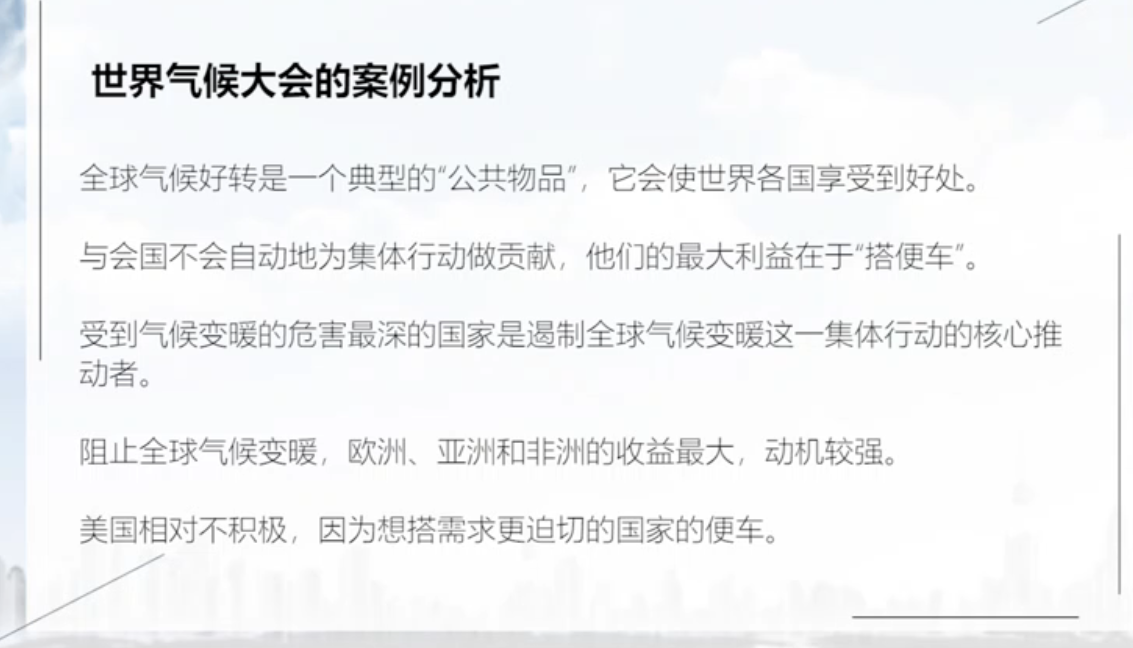 世界气候大会的案例分析
全球气候好转是一个典型的“公共物品”，它会使世界各国享受到好处。
与会国不会自动地为集体行动做贡献，他们的最大利益在于“搭便车”。
受到气候变暖的危害最深的国家是遏制全球气候变暖这一集体行动的核心推
动者。
阻止全球气候变暖，欧洲、亚洲和非洲的收益最大，动机较强。
美国相对不积极，因为想搭需求更迫切的国家的便车。